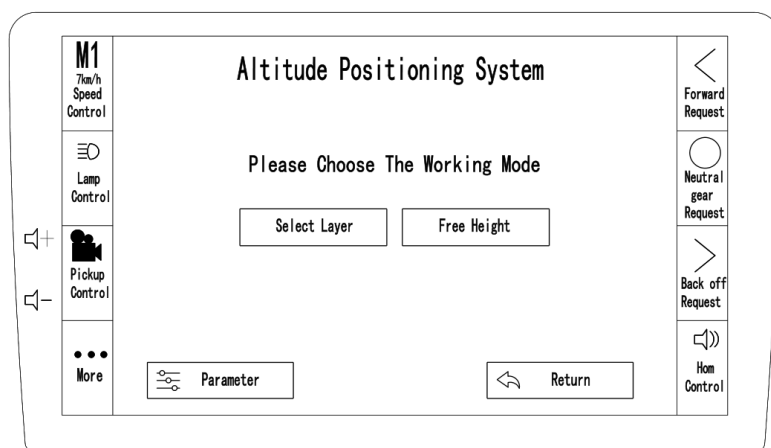 M1
7km/h
Speed
Control
Lamp
Control
Pickup
Control
More
Altitude Positioning System
Please Choose The Working Mode
Select Layer
Free Height
Parameter
Return
Forward
Request
Neutral
gear
Request
Back off
Request
Hom
Control